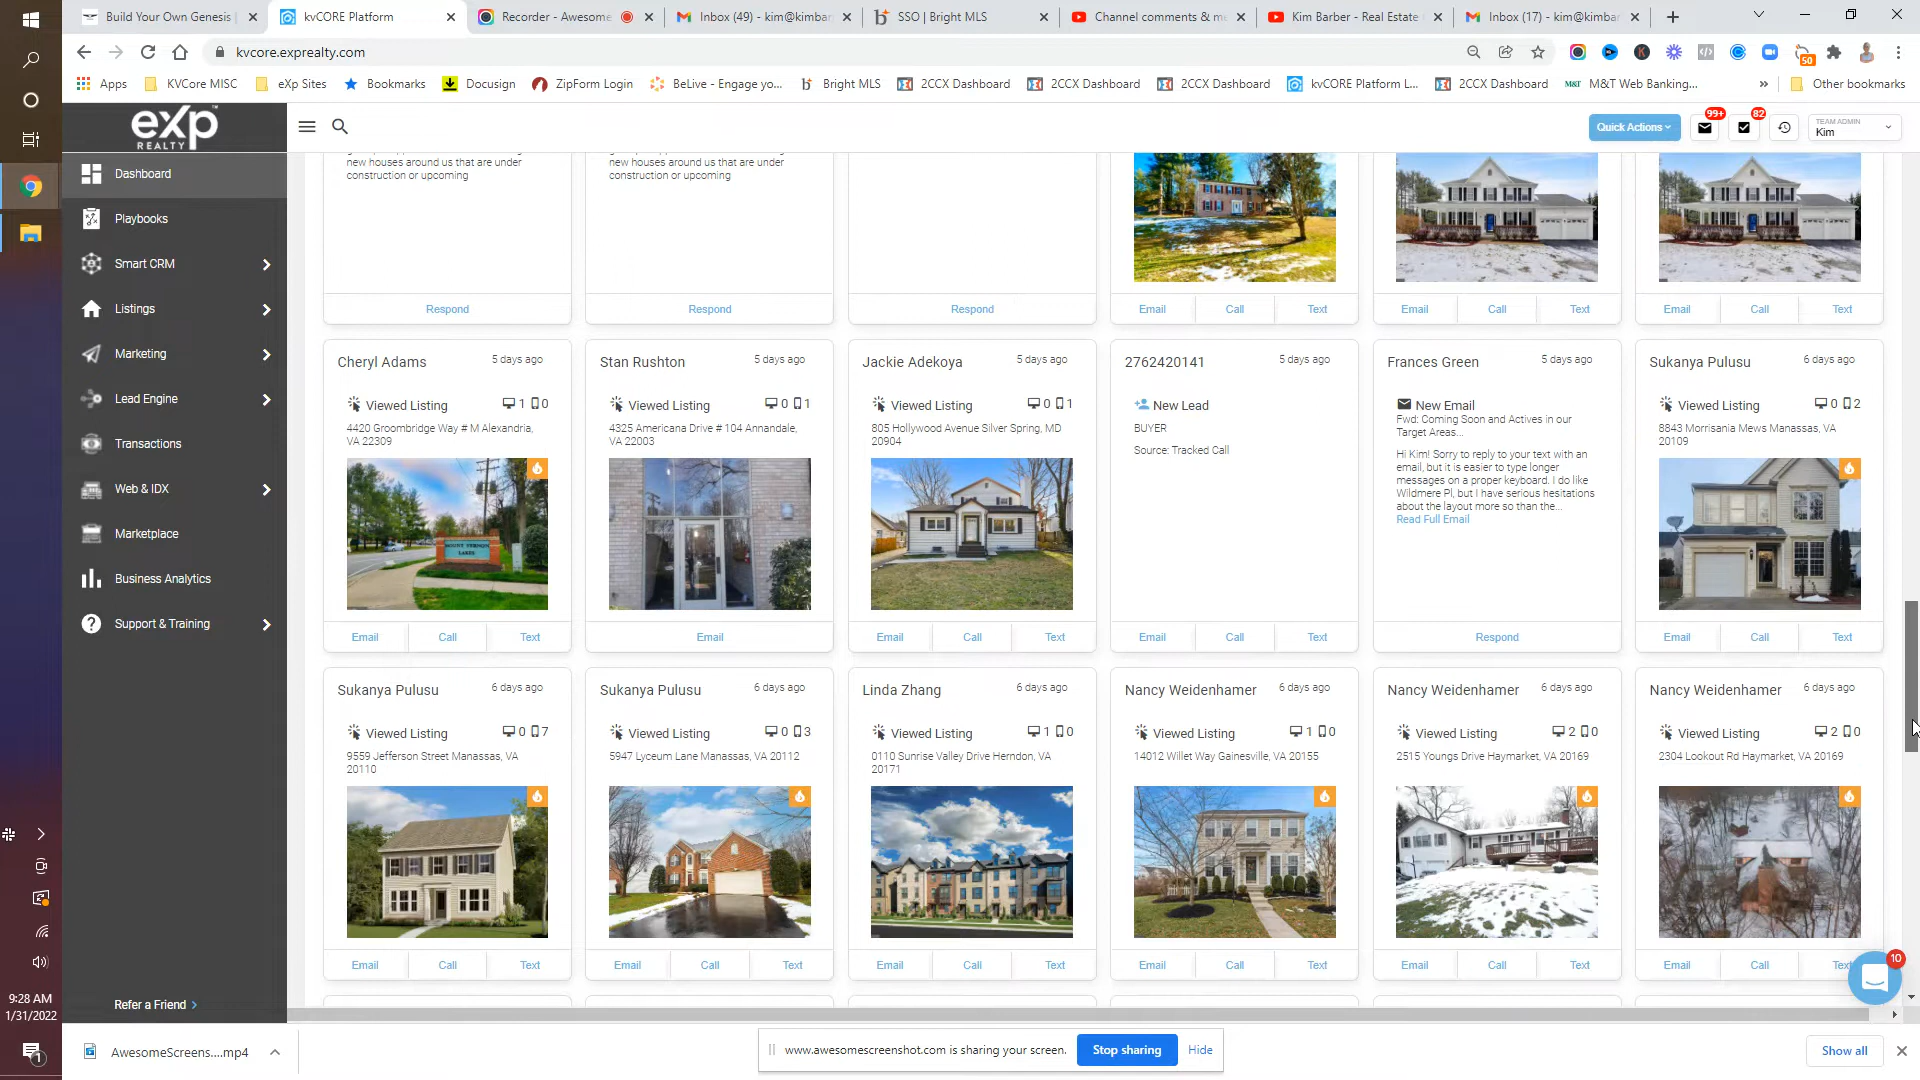 Build Your Own Genesis |
kvCORE Platform
Recorder - Awesome
Inbox (49) - kim@kimbar
SSO | Bright MLS
Channel comments & me
Kim Barber - Real Estate
Inbox (17) - kim@kimbar
kvcore.exprealty.com
50
Apps
KVCore MISC
eXp Sites
Bookmarks
Docusign
ZipForm Login
BeLive - Engage yo...
Bright MLS
2CCX Dashboard
2CCX Dashboard
2CCX Dashboard
kvCORE Platform L...
2CCX Dashboard
M&T M&T Web Banking...
Other bookmarks
eXp
REALTY
Quick Actions
99+
82
TEAM ADMIN
Kim
Dashboard
Playbooks
Smart CRM
Listings
Marketing
Lead Engine
Transactions
Web & IDX
Marketplace
Business Analytics
Support & Training
Refer a Friend
new houses around us that are under
construction or upcoming
new houses around us that are under
construction or upcoming
Respond
Respond
Respond
Email Call Text
Email Call Text
Email Call Text
Cheryl Adams 5 days ago
Viewed Listing 1 0
4420 Groombridge Way # M Alexandria,
VA 22309
Email Call Text
Stan Rushton 5 days ago
Viewed Listing 0 1
4325 Americana Drive # 104 Annandale,
VA 22003
Email
Jackie Adekoya 5 days ago
Viewed Listing 0 1
805 Hollywood Avenue Silver Spring, MD
20904
Email Call Text
2762420141 5 days ago
New Lead
BUYER
Source: Tracked Call
Email Call Text
Frances Green 5 days ago
New Email
Fwd: Coming Soon and Actives in our
Target Areas...
Hi Kim! Sorry to reply to your text with an
email, but it is easier to type longer
messages on a proper keyboard. I do like
Wildmere Pl, but I have serious hesitations
about the layout more so than the...
Read Full Email
Respond
Sukanya Pulusu 6 days ago
Viewed Listing 0 2
8843 Morrisania Mews Manassas, VA
20109
Email Call Text
Sukanya Pulusu 6 days ago
Viewed Listing 0 7
9559 Jefferson Street Manassas, VA
20110
Email Call Text
Sukanya Pulusu 6 days ago
Viewed Listing 0 3
5947 Lyceum Lane Manassas, VA 20112
Email Call Text
Linda Zhang 6 days ago
Viewed Listing 1 0
0110 Sunrise Valley Drive Herndon, VA
20171
Email Call Text
Nancy Weidenhamer 6 days ago
Viewed Listing 1 0
14012 Willet Way Gainesville, VA 20155
Email Call Text
Nancy Weidenhamer 6 days ago
Viewed Listing 2 0
2515 Youngs Drive Haymarket, VA 20169
Email Call Text
Nancy Weidenhamer 6 days ago
Viewed Listing 2 0
2304 Lookout Rd Haymarket, VA 20169
Email Call Text
10
9:28 AM
1/31/2022
1
AwesomeScreens....mp4
www.awesomescreenshot.com is sharing your screen.
Stop sharing
Hide
Show all